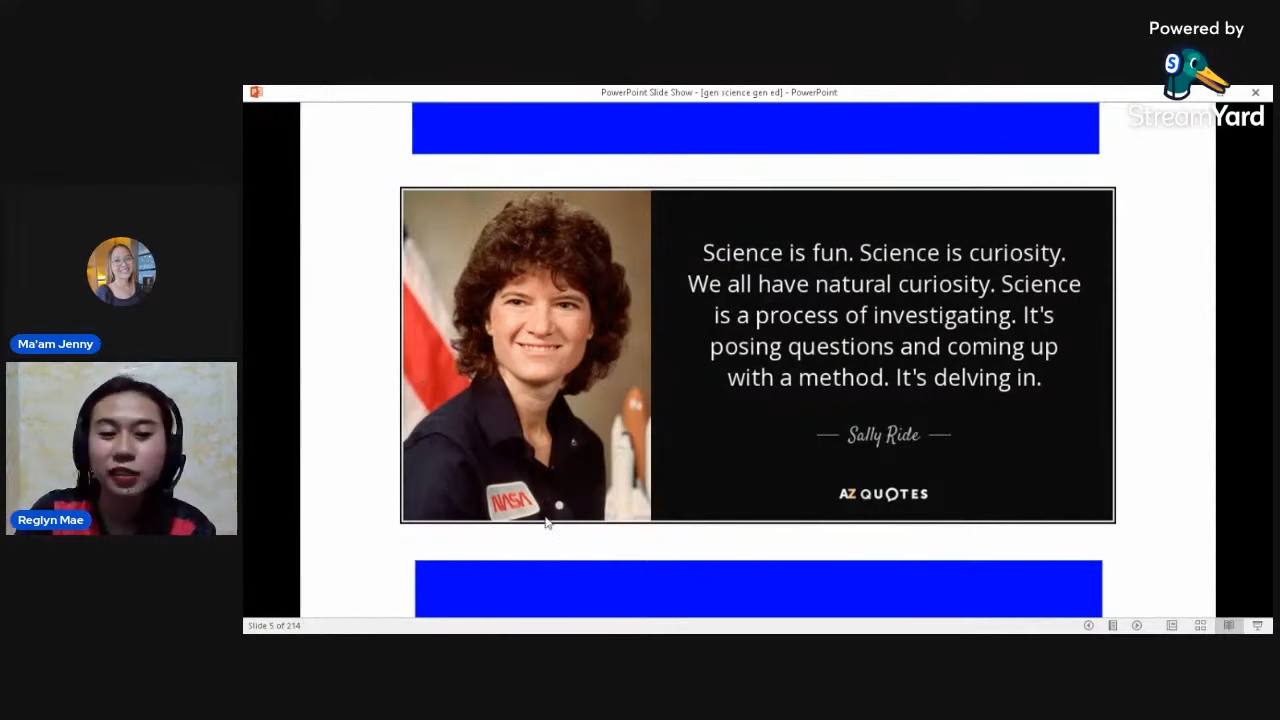 Powered by
StreamYard
PowerPoint Slide Show - [gen science gen ed] - PowerPoint
Science is fun. Science is curiosity.
We all have natural curiosity. Science
is a process of investigating. It's
posing questions and coming up
with a method. It's delving in.
Sally Ride
AZ QUOTES
NASA
Ma'am Jenny
Reglyn Mae
Slide 5 of 214